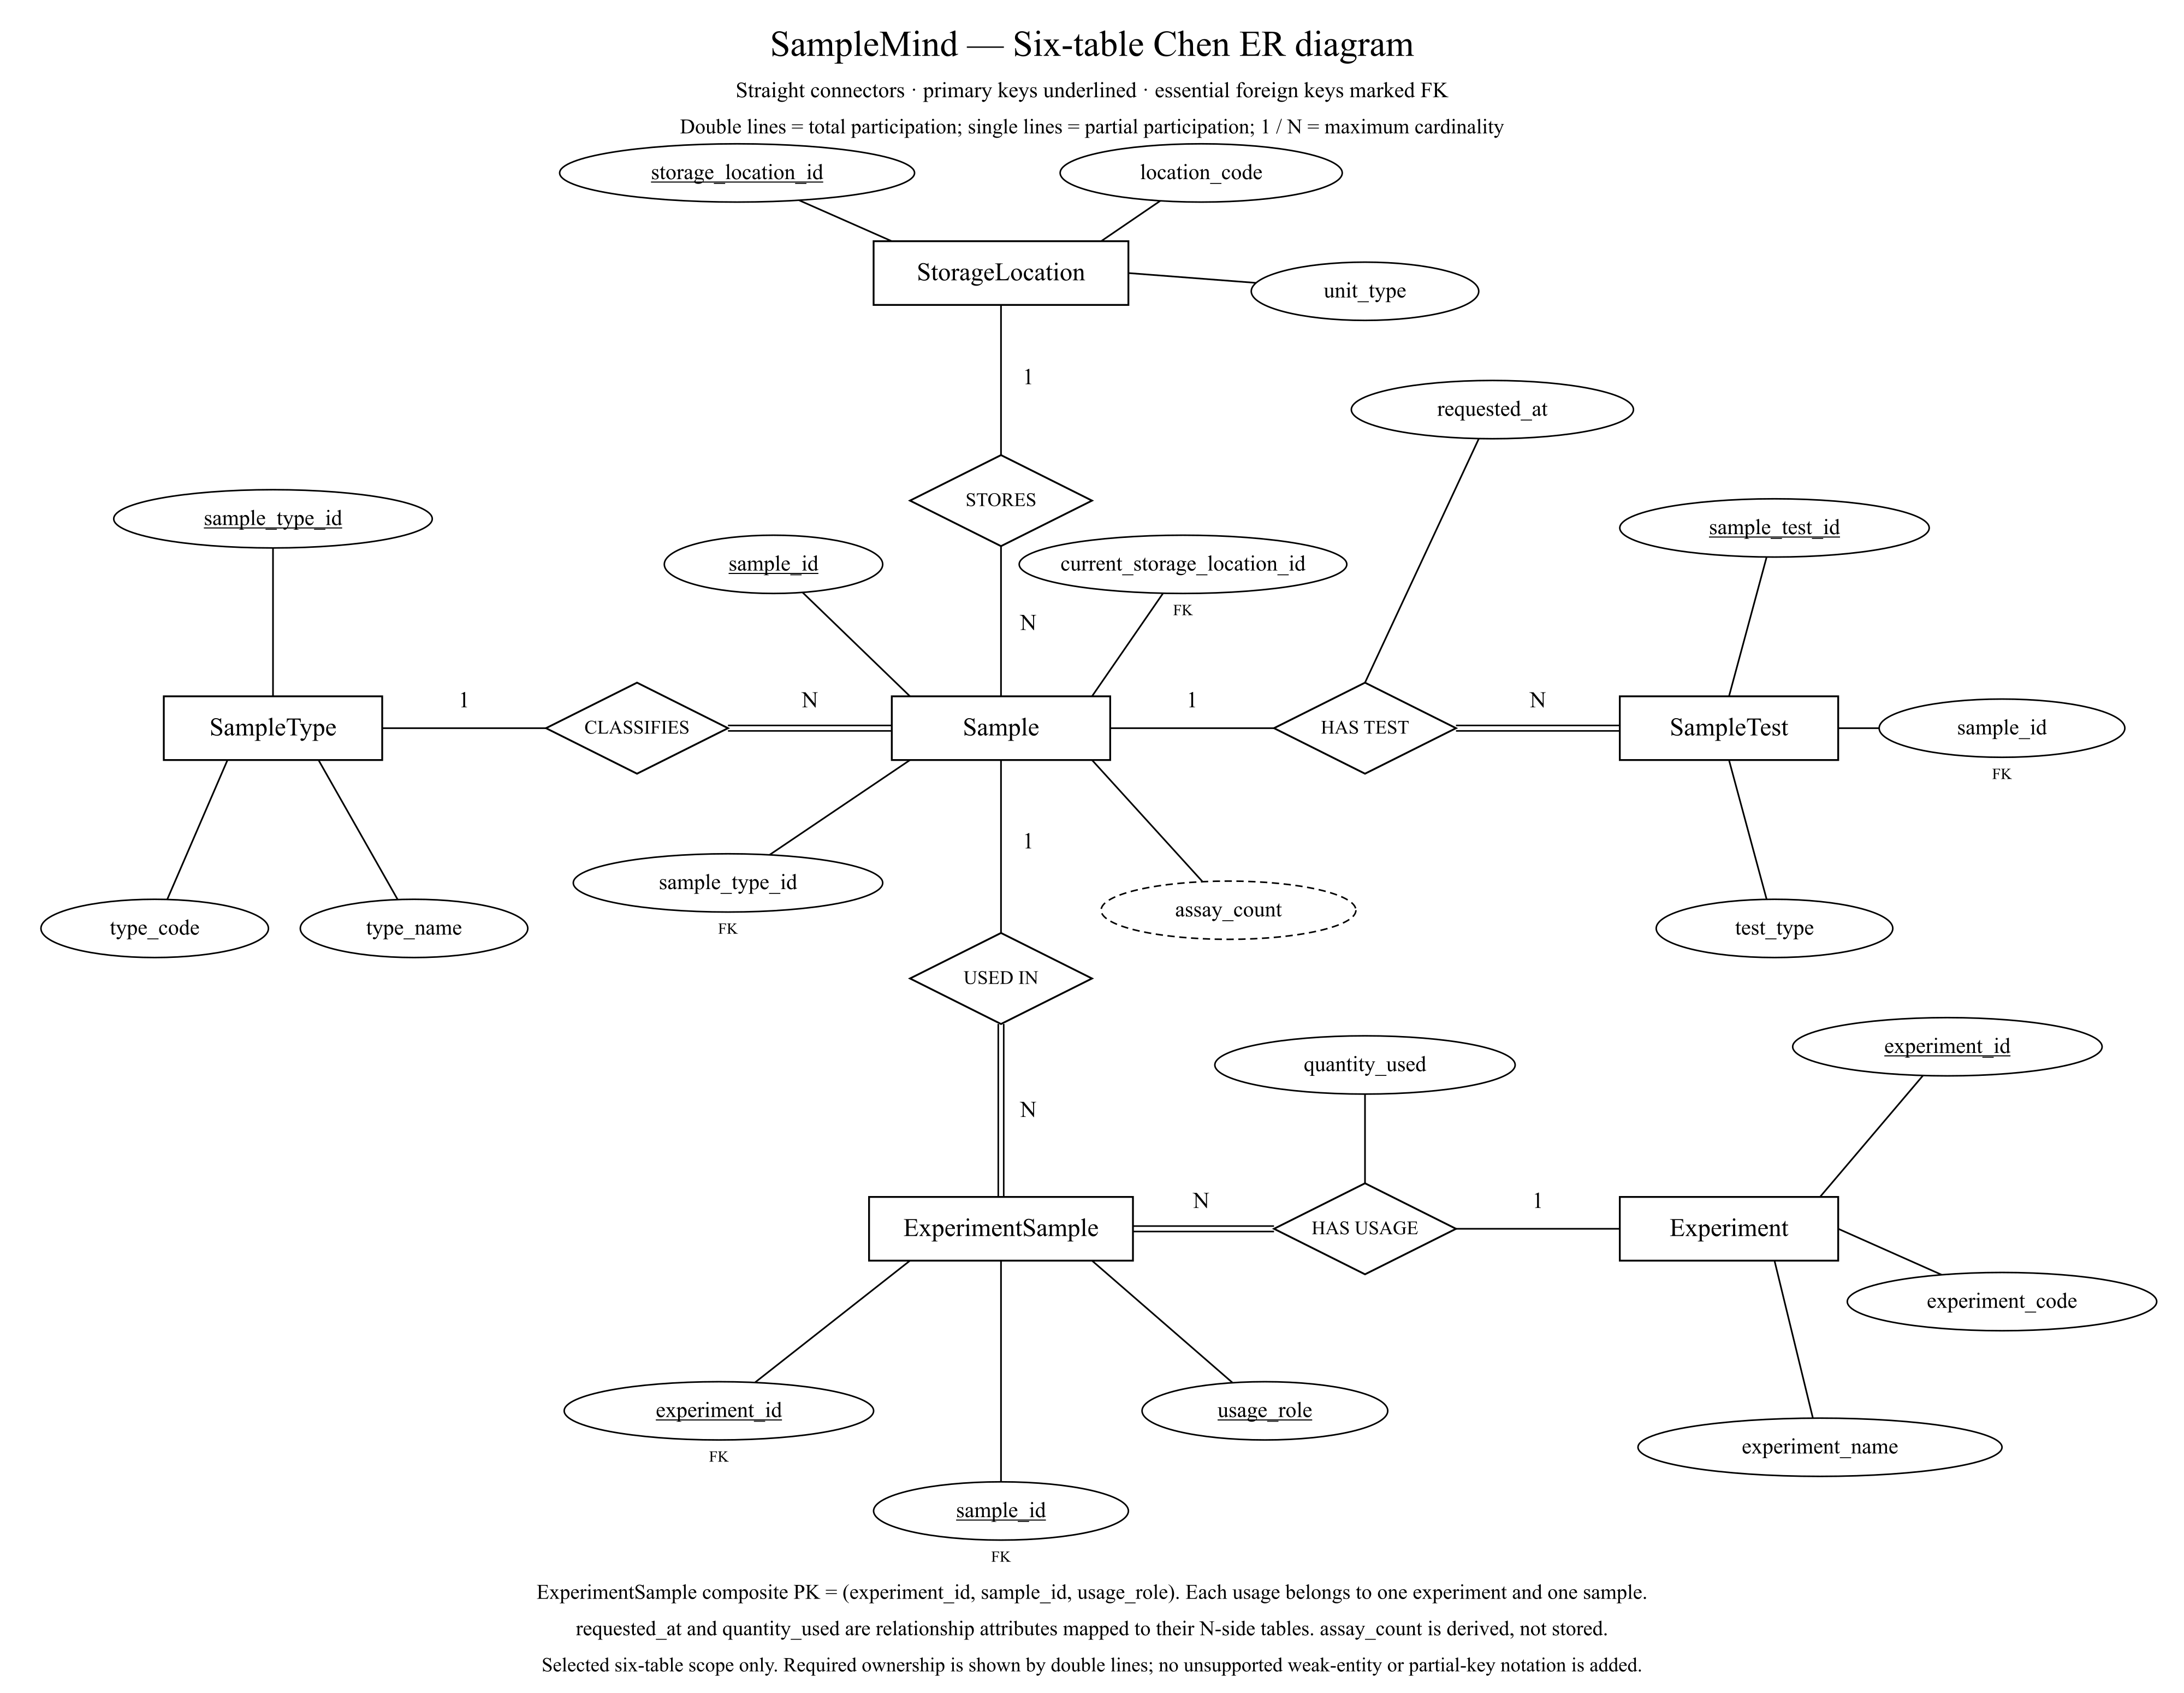 SampleMind — Six-table Chen ER diagram
Straight connectors · primary keys underlined · essential foreign keys marked FK
Double lines = total participation; single lines = partial participation; 1 / N = maximum cardinality
storage_location_id
location_code
StorageLocation
unit_type
1
requested_at
STORES
sample_type_id
sample_test_id
sample_id
current_storage_location_id
FK
N
SampleType
1
CLASSIFIES
N
Sample
1
HAS TEST
N
SampleTest
sample_id
FK
1
sample_type_id
FK
assay_count
type_code
type_name
test_type
USED IN
experiment_id
quantity_used
N
ExperimentSample
N
HAS USAGE
1
Experiment
experiment_code
experiment_id
FK
usage_role
experiment_name
sample_id
FK
ExperimentSample composite PK = (experiment_id, sample_id, usage_role). Each usage belongs to one experiment and one sample.
requested_at and quantity_used are relationship attributes mapped to their N-side tables. assay_count is derived, not stored.
Selected six-table scope only. Required ownership is shown by double lines; no unsupported weak-entity or partial-key notation is added.